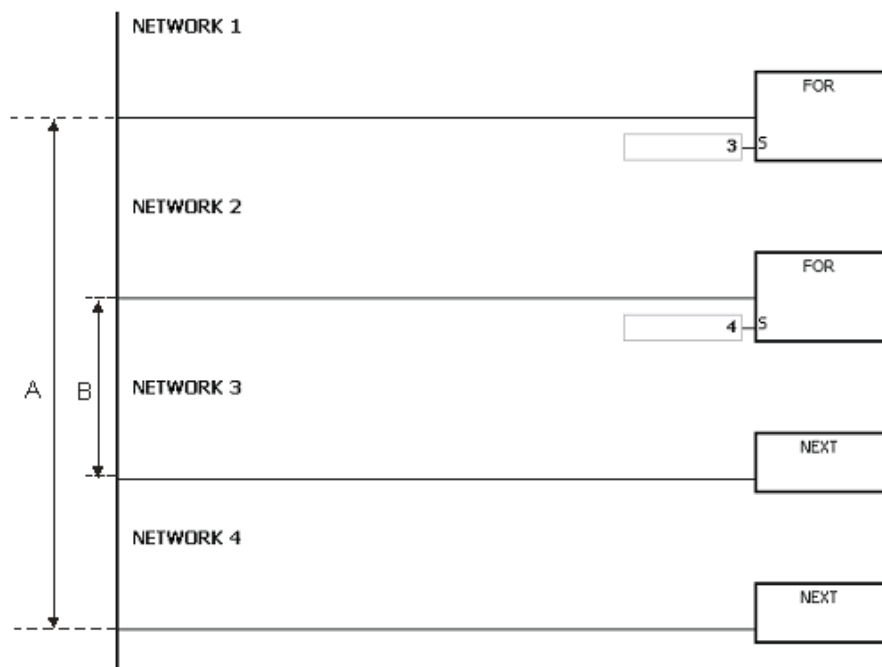 NETWORK 1
FOR
3 S
NETWORK 2
FOR
4 S
A B NETWORK 3
NEXT
NETWORK 4
NEXT